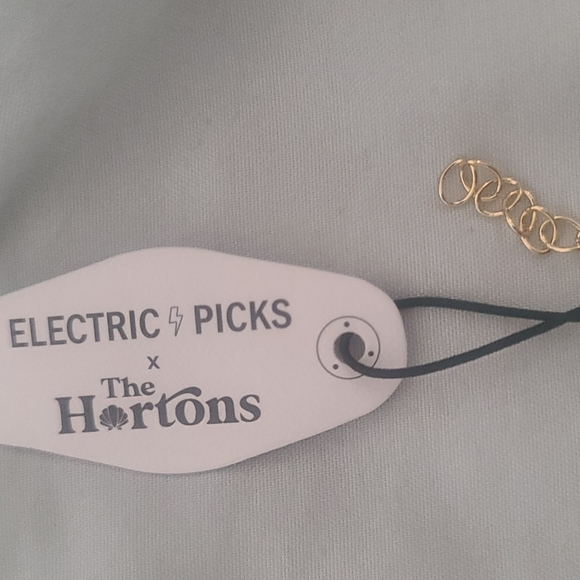 ELECTRIC PICKS
x
The
Hortons